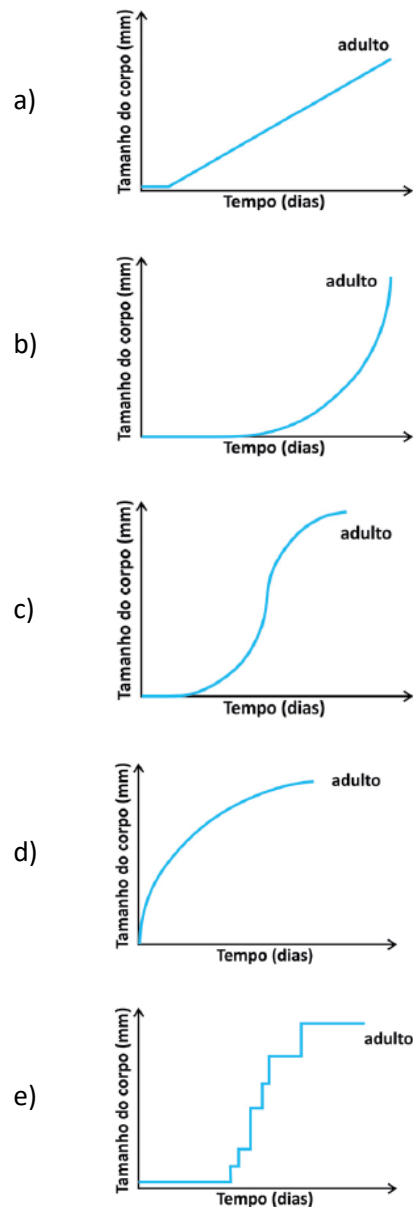 a)
Tamanho do corpo (mm)
adulto
Tempo (dias)
b)
Tamanho do corpo (mm)
adulto
Tempo (dias)
c)
Tamanho do corpo (mm)
adulto
Tempo (dias)
d)
Tamanho do corpo (mm)
adulto
Tempo (dias)
e)
Tamanho do corpo (mm)
adulto
Tempo (dias)